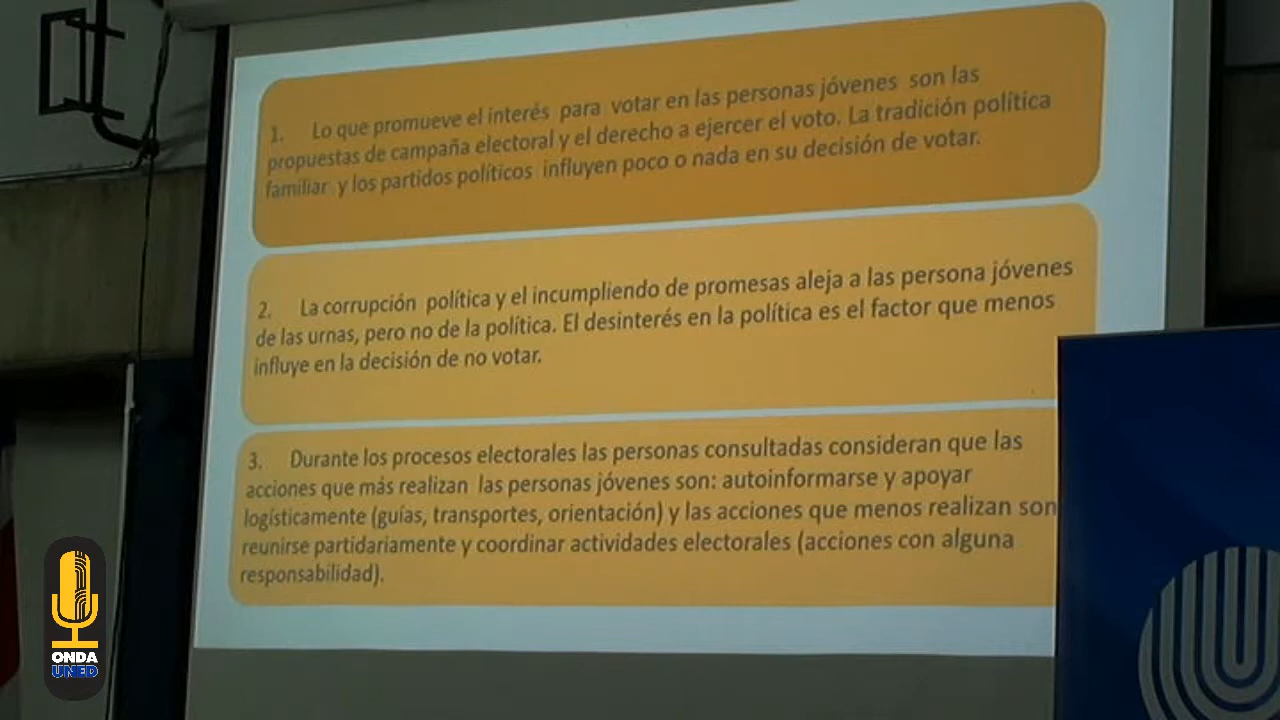 1. Lo que promueve el interés para votar en las personas jóvenes son las
propuestas de campaña electoral y el derecho a ejercer el voto. La tradición política
familiar y los partidos políticos influyen poco o nada en su decisión de votar.
2. La corrupción política y el incumpliendo de promesas aleja a las persona jóvenes
de las urnas, pero no de la política. El desinterés en la política es el factor que menos
influye en la decisión de no votar.
3. Durante los procesos electorales las personas consultadas consideran que las
acciones que más realizan las personas jóvenes son: autoinformarse y apoyar
logísticamente (guías, transportes, orientación) y las acciones que menos realizan son
reunirse partidariamente y coordinar actividades electorales (acciones con alguna
responsabilidad).
ONDA
UNED